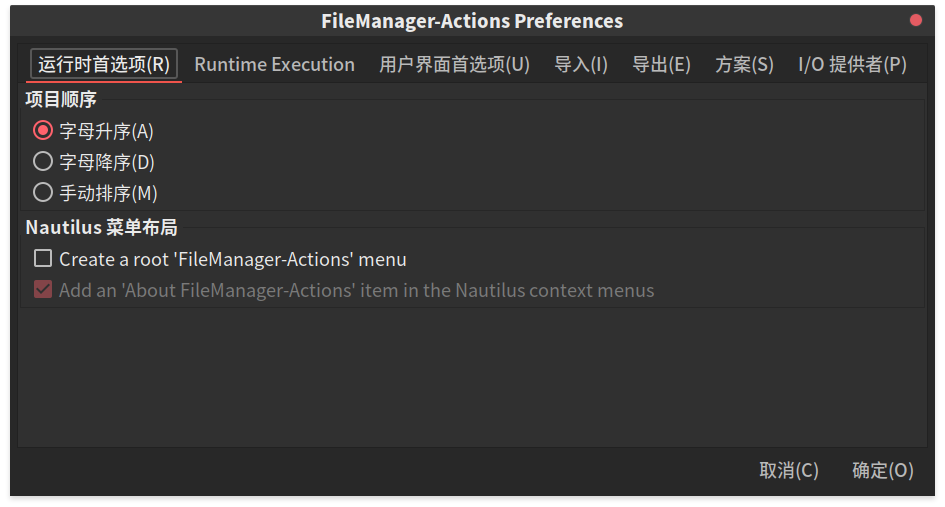 FileManager-Actions Preferences
运行时首选项(R) Runtime Execution 用户界面首选项(U) 导入(I) 导出(E) 方案(S) I/O 提供者(P)
项目顺序
字母升序(A)
字母降序(D)
手动排序(M)
Nautilus 菜单布局
Create a root 'FileManager-Actions' menu
Add an 'About FileManager-Actions' item in the Nautilus context menus
取消(C) 确定(O)